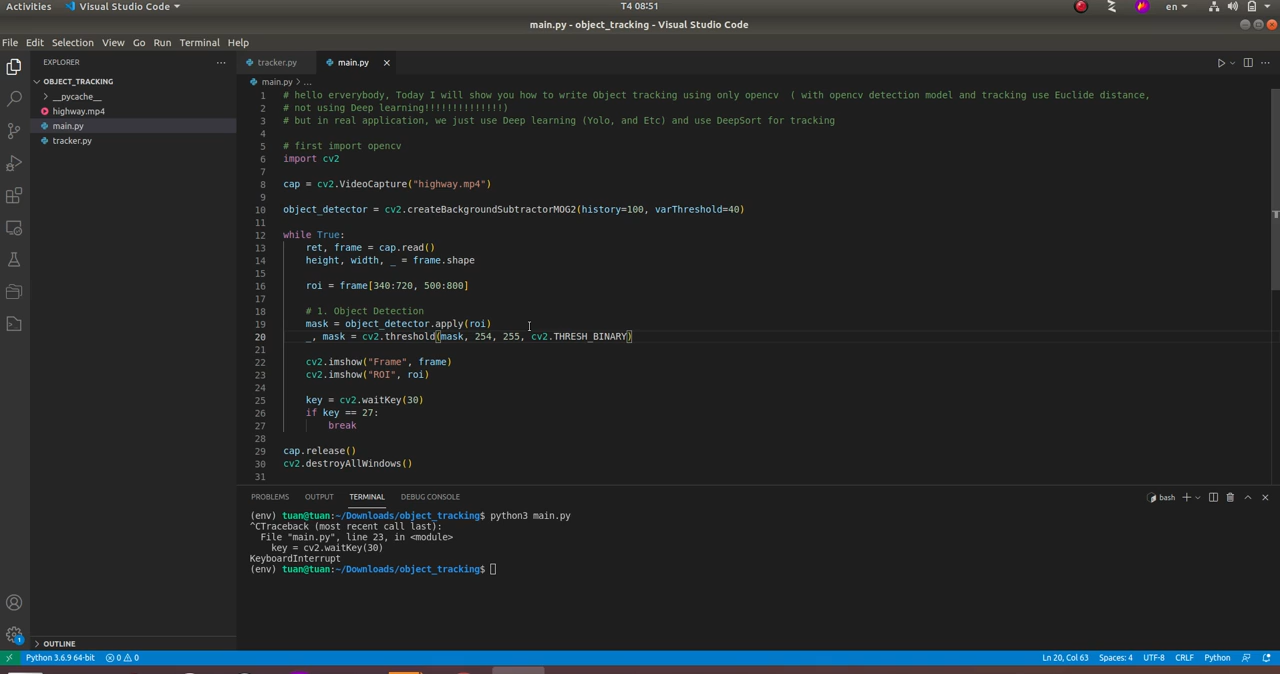 Activities
Visual Studio Code
T4 08:51
en
main.py - object_tracking - Visual Studio Code
File Edit Selection View Go Run Terminal Help
EXPLORER
OBJECT_TRACKING
__pycache__
highway.mp4
main.py
tracker.py
OUTLINE
tracker.py
main.py
main.py > ...
1 # hello erverybody, Today I will show you how to write Object tracking using only opencv  ( with opencv detection model and tracking use Euclide distance,
2 # not using Deep learning!!!!!!!!!!!!!!)
3 # but in real application, we just use Deep learning (Yolo, and Etc) and use DeepSort for tracking
4
5 # first import opencv
6 import cv2
7
8 cap = cv2.VideoCapture("highway.mp4")
9
10 object_detector = cv2.createBackgroundSubtractorMOG2(history=100, varThreshold=40)
11
12 while True:
13     ret, frame = cap.read()
14     height, width, _ = frame.shape
15
16     roi = frame[340:720, 500:800]
17
18     # 1. Object Detection
19     mask = object_detector.apply(roi)
20     _, mask = cv2.threshold(mask, 254, 255, cv2.THRESH_BINARY)
21
22     cv2.imshow("Frame", frame)
23     cv2.imshow("ROI", roi)
24
25     key = cv2.waitKey(30)
26     if key == 27:
27         break
28
29 cap.release()
30 cv2.destroyAllWindows()
31
PROBLEMS OUTPUT TERMINAL DEBUG CONSOLE
bash
(env) tuan@tuan:~/Downloads/object_tracking$ python3 main.py
^CTraceback (most recent call last):
  File "main.py", line 23, in <module>
    key = cv2.waitKey(30)
KeyboardInterrupt
(env) tuan@tuan:~/Downloads/object_tracking$
1
Python 3.6.9 64-bit
0 0
Ln 20, Col 63
Spaces: 4
UTF-8
CRLF
Python